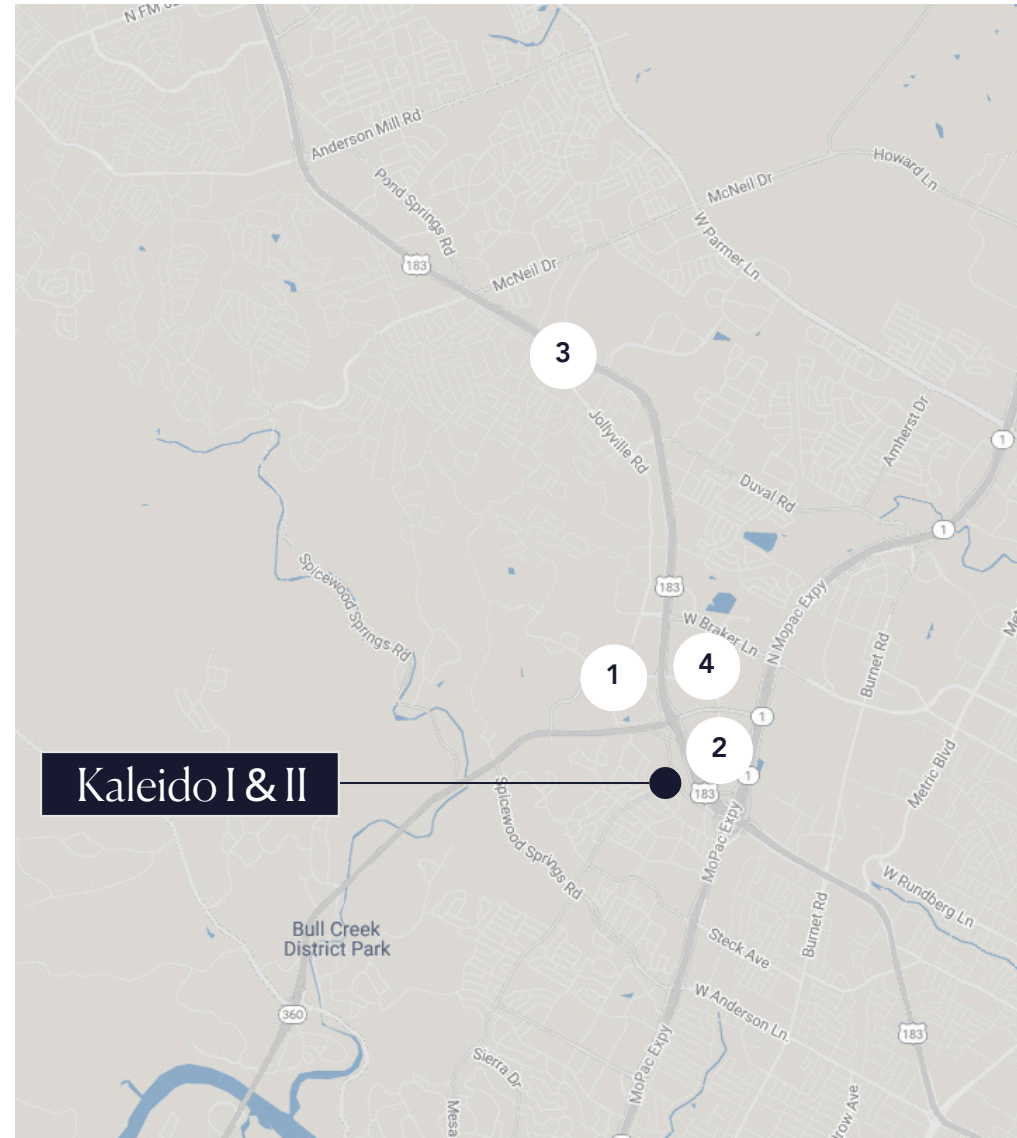 N FM
Anderson Mill Rd
Pond Springs Rd
McNeil Dr
Howard Ln
W Parmer Ln
183
McNeil Dr
3
Jollyville Rd
Amherst Dr
1
Duval Rd
1
Spicewood Springs Rd
183
W Braker Ln
N Mopac Expy
Burnet Rd
1
4
1
2
1
Kaleido I & II
183
Metric Blvd
MoPac Expy
Spicewood Springs Rd
W Rundberg Ln
Burnet Rd
Bull Creek
District Park
Steck Ave
W Anderson Ln.
360
183
Sierra Dr
MoPac Expy
Mesa
row Ave